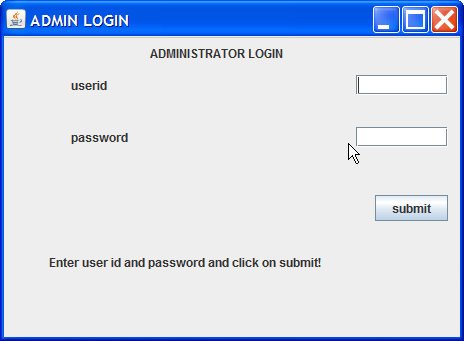 ADMIN LOGIN
ADMINISTRATOR LOGIN
userid
password
submit
Enter user id and password and click on submit!